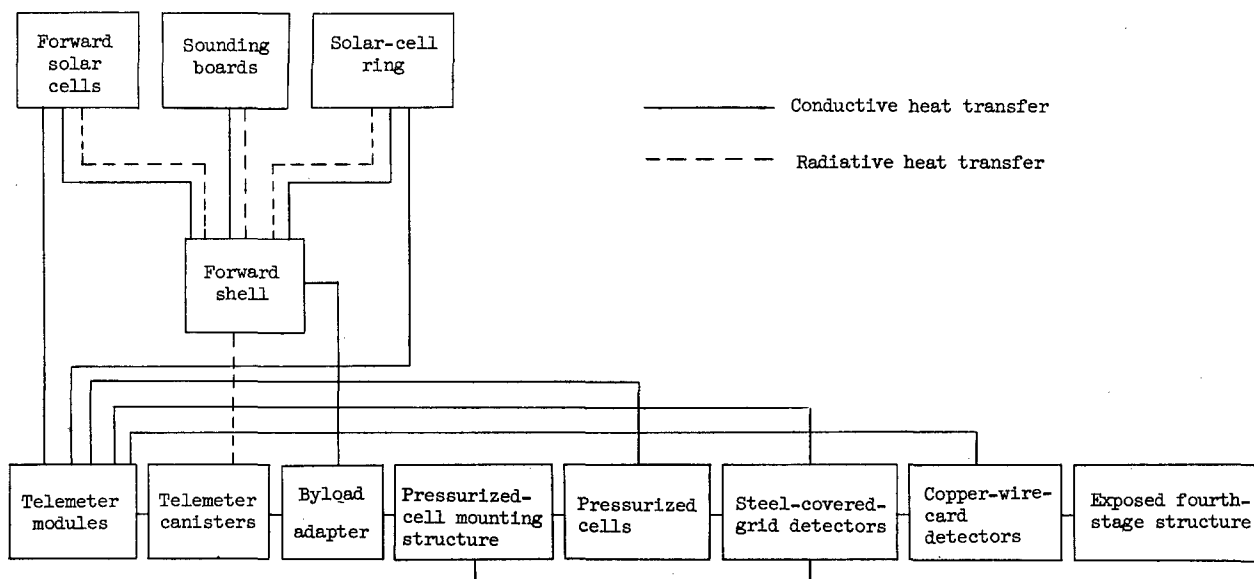 Forward
solar
cells
Sounding
boards
Solar-cell
ring
Conductive heat transfer
Radiative heat transfer
Forward
shell
Telemeter
modules
Telemeter
canisters
Byload
adapter
Pressurized-
cell mounting
structure
Pressurized
cells
Steel-covered-
grid detectors
Copper-wire-
card
detectors
Exposed fourth-
stage structure